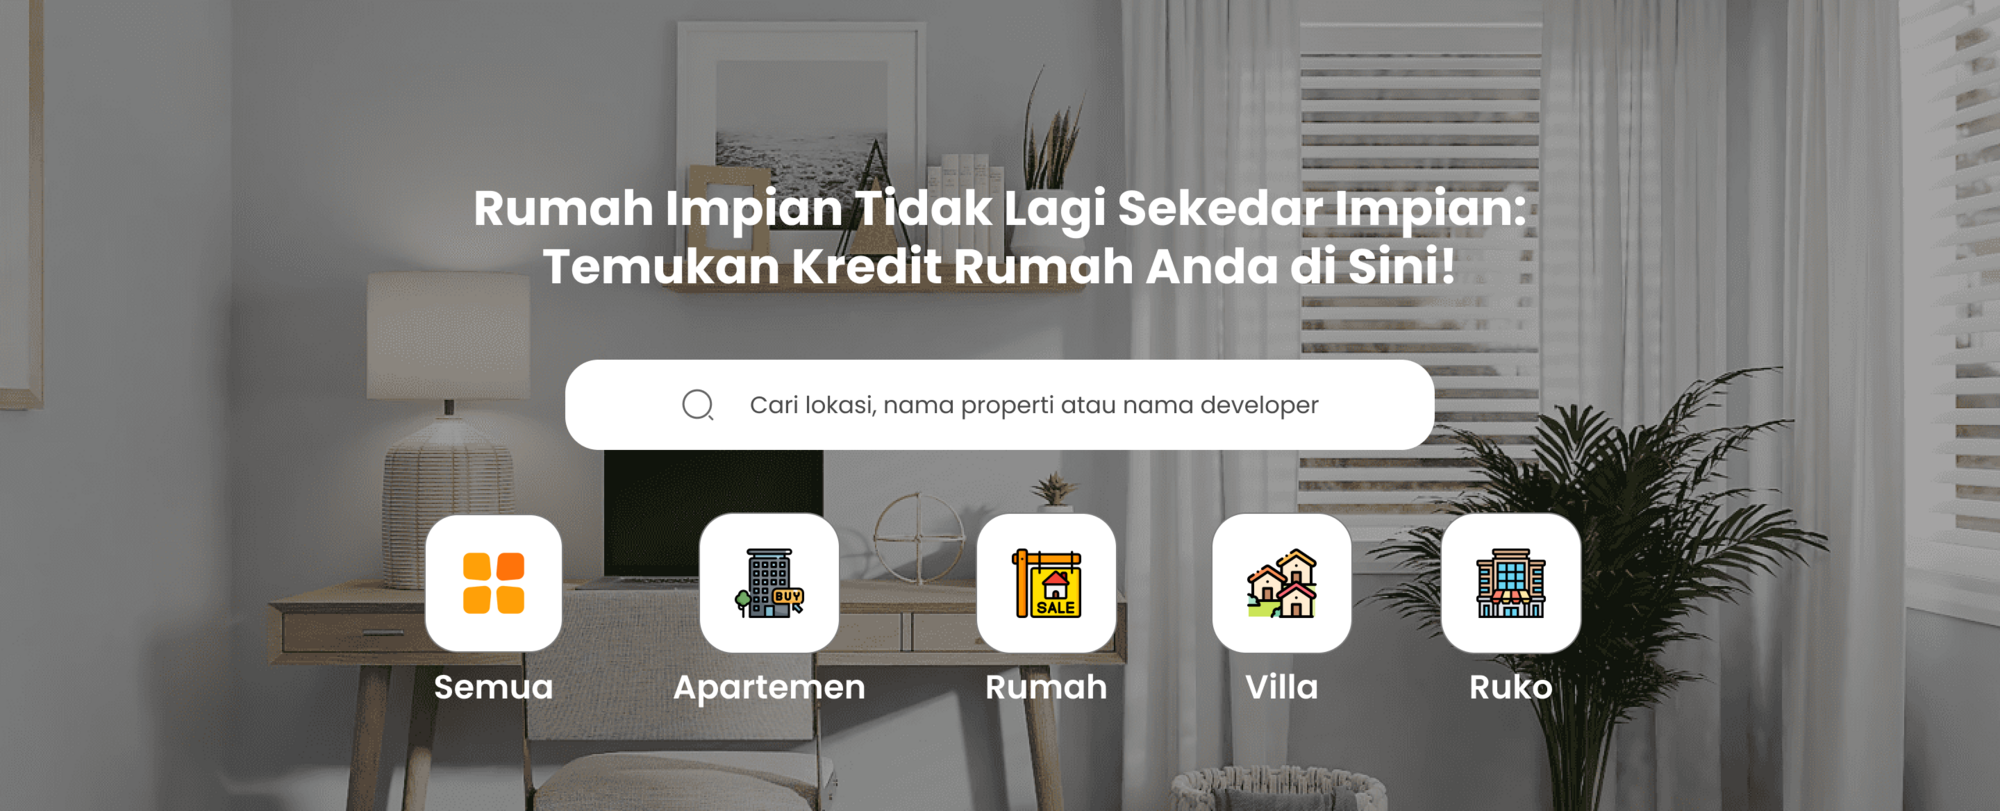 Rumah Impian Tidak Lagi Sekedar Impian:
Temukan Kredit Rumah Anda di Sini!
Cari lokasi, nama properti atau nama developer
BUY
SALE
Semua
Apartemen
Rumah
Villa
Ruko